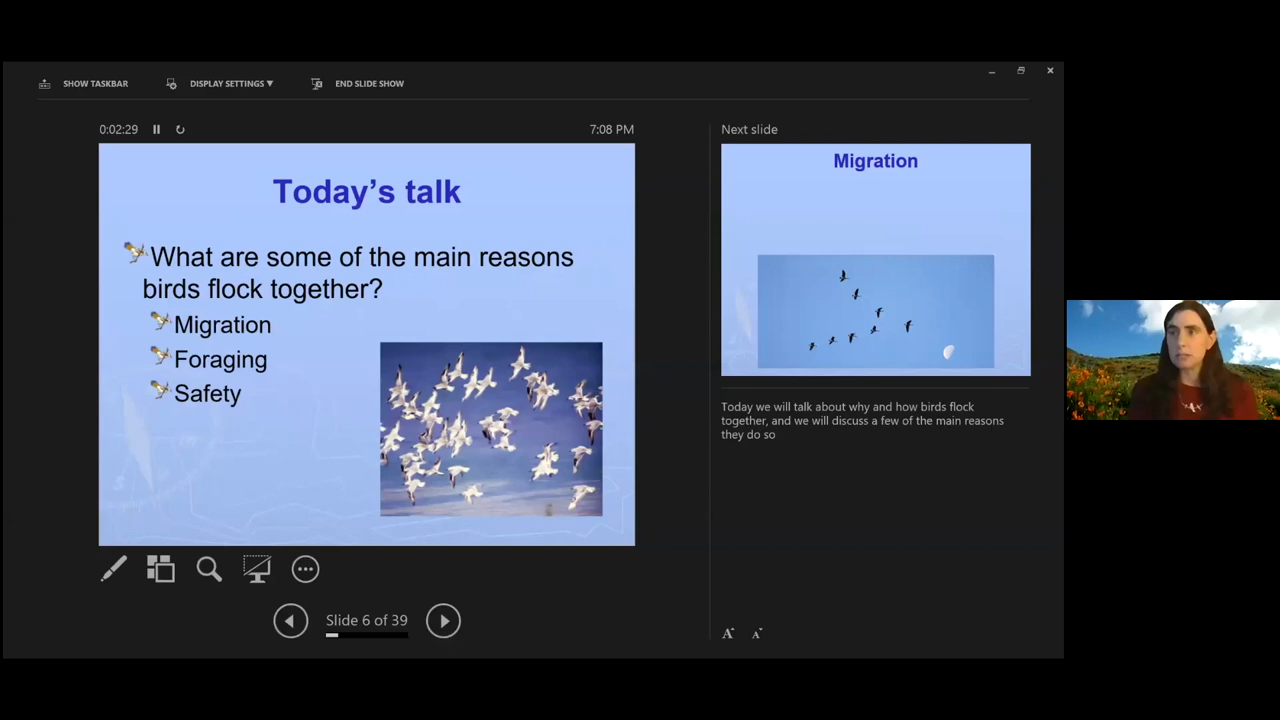 SHOW TASKBAR
DISPLAY SETTINGS ▼
END SLIDE SHOW
0:02:29
7:08 PM
Today's talk
What are some of the main reasons
birds flock together?
Migration
Foraging
Safety
Slide 6 of 39
Next slide
Migration
Today we will talk about why and how birds flock
together, and we will discuss a few of the main reasons
they do so
A A